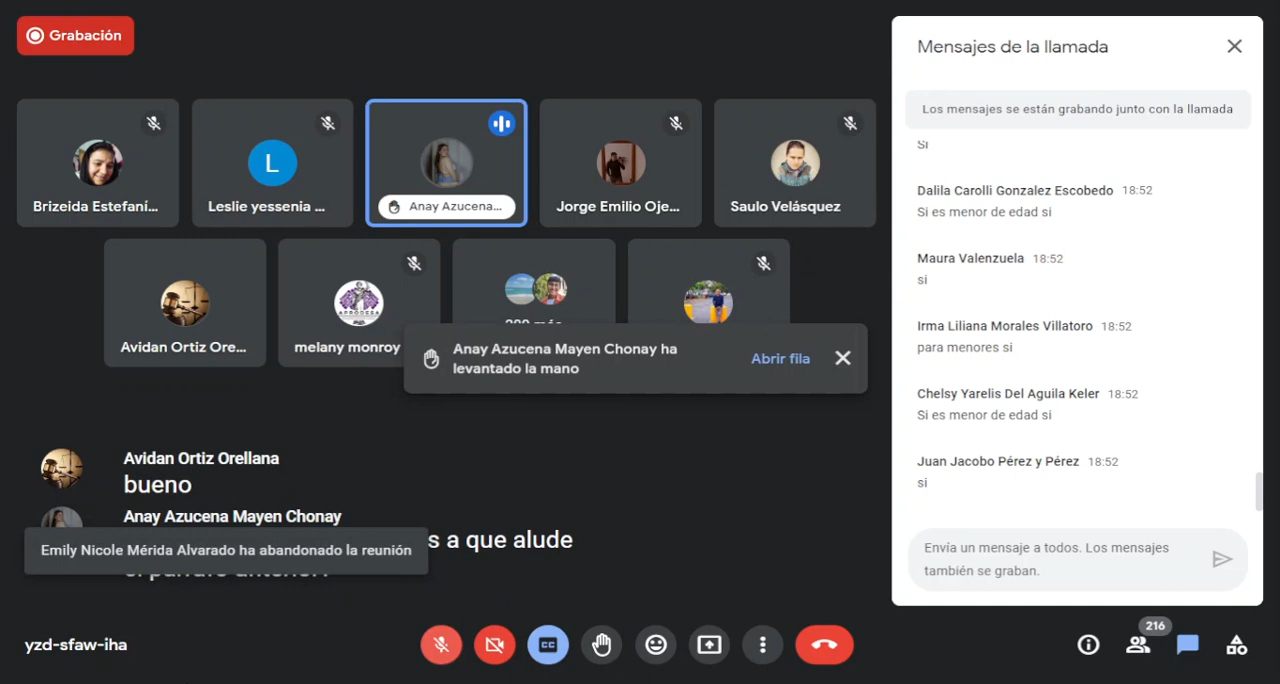 Grabación
Brizeida Estefaní...
Leslie yessenia ...
L
Anay Azucena...
Jorge Emilio Oje...
Saulo Velásquez
Avidan Ortiz Ore...
melany monroy
Anay Azucena Mayen Chonay ha
levantado la mano
Abrir fila
Avidan Ortiz Orellana
bueno
Anay Azucena Mayen Chonay
s a que alude
Emily Nicole Mérida Alvarado ha abandonado la reunión
yzd-sfaw-iha
CC
216
Mensajes de la llamada
Los mensajes se están grabando junto con la llamada
Si
Dalila Carolli Gonzalez Escobedo 18:52
Si es menor de edad si
Maura Valenzuela 18:52
si
Irma Liliana Morales Villatoro 18:52
para menores si
Chelsy Yarelis Del Aguila Keler 18:52
Si es menor de edad si
Juan Jacobo Pérez y Pérez 18:52
si
Envía un mensaje a todos. Los mensajes
también se graban.